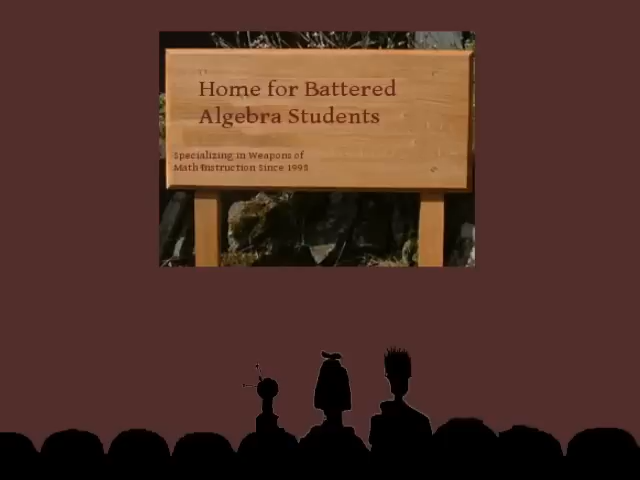 Home for Battered
Algebra Students
Specializing in Weapons of
Math Instruction Since 1995